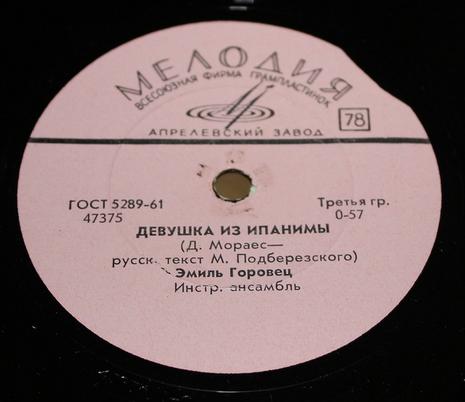 МЕЛОДИЯ
ВСЕСОЮЗНАЯ ФИРМА ГРАМПЛАСТИНОК
78
АПРЕЛЕВСКИЙ ЗАВОД
ГОСТ 5289-61 Третья гр.
47375 0-57
ДЕВУШКА ИЗ ИПАНИМЫ
(Д. Мораес—
русск. текст М. Подберезского)
Эмиль Горовец
Инстр. ансамбль